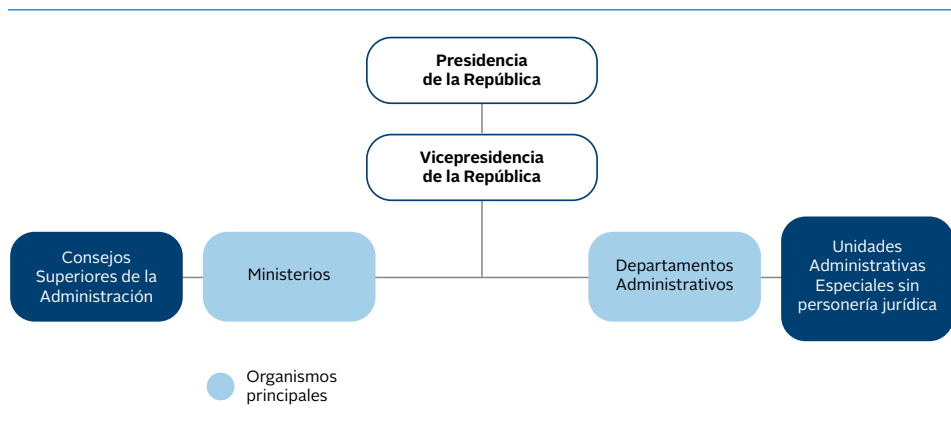 Presidencia
de la República
Vicepresidencia
de la República
Consejos
Superiores de la
Administración
Ministerios
Departamentos
Administrativos
Unidades
Administrativas
Especiales sin
personería jurídica
Organismos
principales